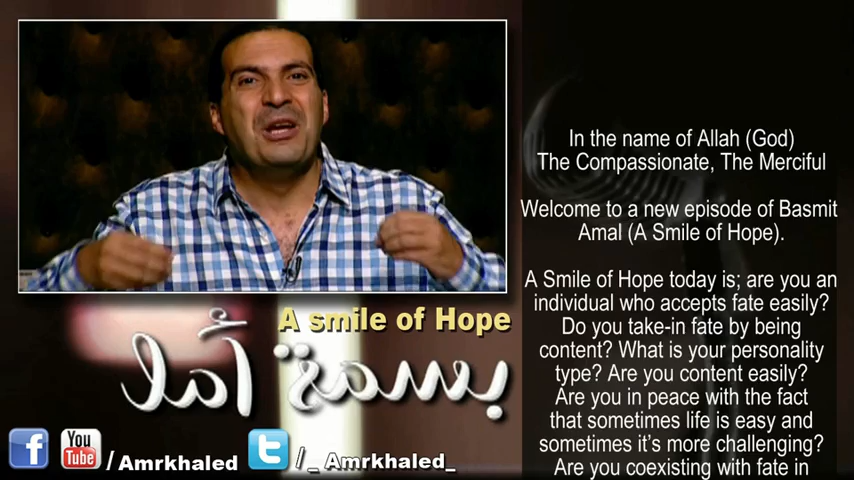 A smile of Hope
بسمة أمل
f You Tube /Amrkhaled /_ Amrkhaled_
In the name of Allah (God)
The Compassionate, The Merciful
Welcome to a new episode of Basmit
Amal (A Smile of Hope).
A Smile of Hope today is; are you an
individual who accepts fate easily?
Do you take-in fate by being
content? What is your personality
type? Are you content easily?
Are you in peace with the fact
that sometimes life is easy and
sometimes it's more challenging?
Are you coexisting with fate in